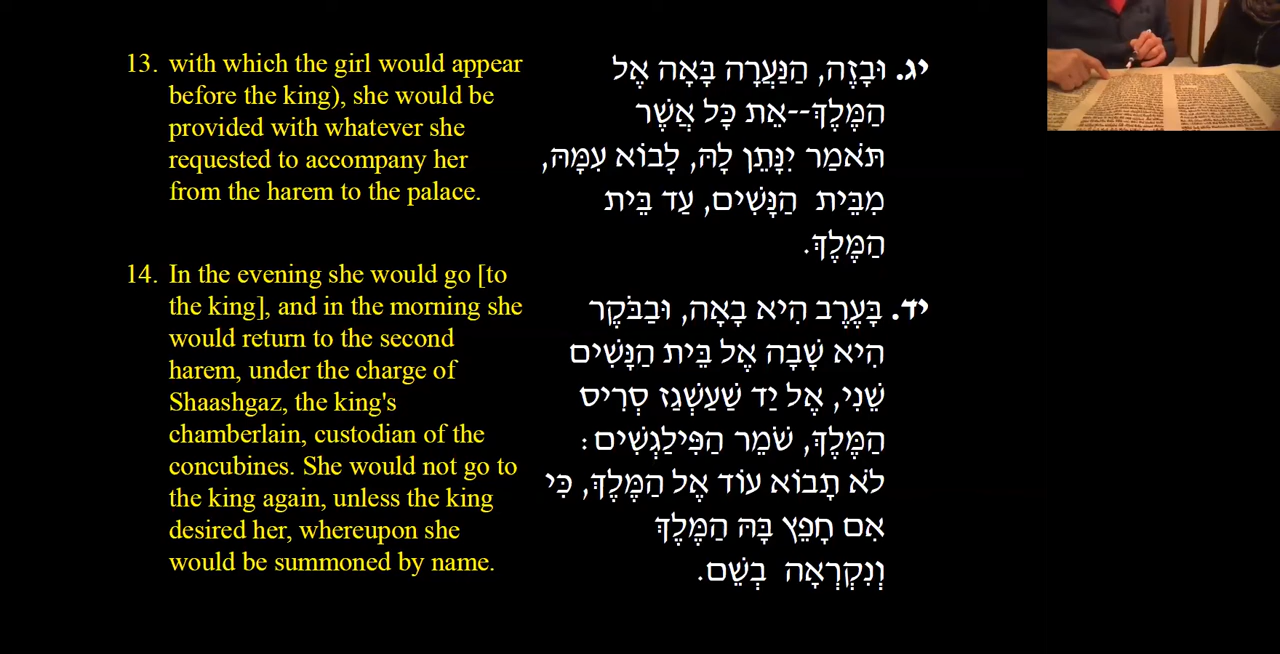 13. with which the girl would appear
before the king), she would be
provided with whatever she
requested to accompany her
from the harem to the palace.
14. In the evening she would go [to
the king], and in the morning she
would return to the second
harem, under the charge of
Shaashgaz, the king's
chamberlain, custodian of the
concubines. She would not go to
the king again, unless the king
desired her, whereupon she
would be summoned by name.
יג. וּבָזֶה, הַנַּעֲרָה בָּאָה אֶל
הַמֶּלֶךְ--אֵת כָּל אֲשֶׁר
תֹּאמַר יִנָּתֵן לָהּ, לָבוֹא עִמָּהּ,
מִבֵּית הַנָּשִׁים, עַד בֵּית
הַמֶּלֶךְ.
יד. בָּעֶרֶב הִיא בָאָה, וּבַבֹּקֶר
הִיא שָׁבָה אֶל בֵּית הַנָּשִׁים
שֵׁנִי, אֶל יַד שַׁעַשְׁגַז סְרִיס
הַמֶּלֶךְ, שֹׁמֵר הַפִּילַגְשִׁים:
לֹא תָבוֹא עוֹד אֶל הַמֶּלֶךְ, כִּי
אִם חָפֵץ בָּהּ הַמֶּלֶךְ
וְנִקְרְאָה בְשֵׁם.